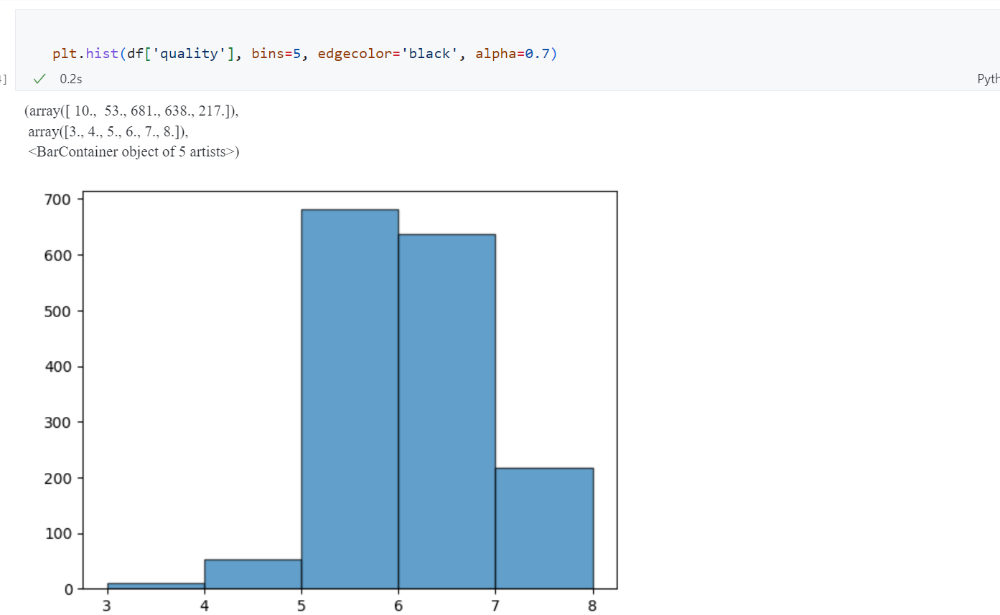 plt.hist(df['quality'], bins=5, edgecolor='black', alpha=0.7)
]
0.2s
Pyth
(array([ 10.,  53., 681., 638., 217.]),
array([3., 4., 5., 6., 7., 8.]),
<BarContainer object of 5 artists>)
700
600
500
400
300
200
100
0
3 4 5 6 7 8